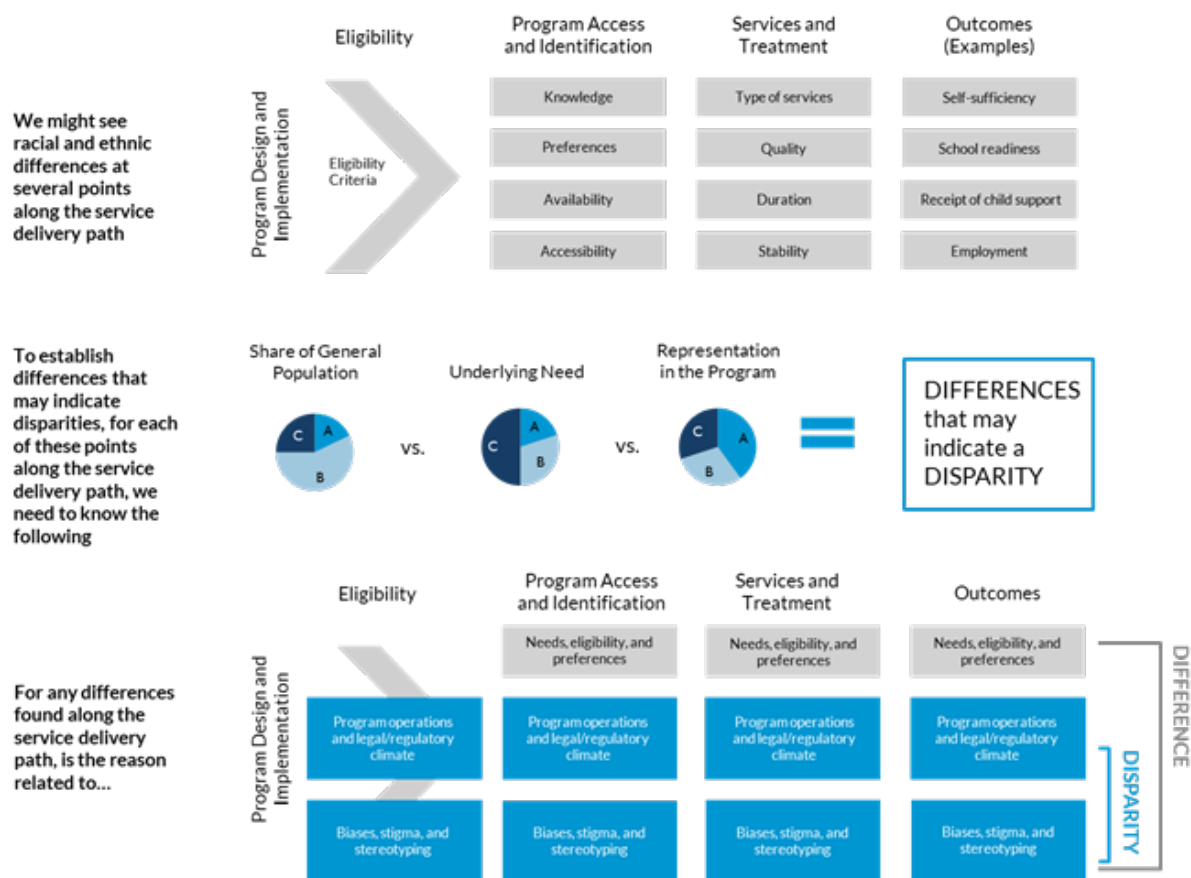 We might see
racial and ethnic
differences at
several points
along the service
delivery path
Program Design and
Implementation
Eligibility
Eligibility
Criteria
Program Access
and Identification
Knowledge
Preferences
Availability
Accessibility
Services and
Treatment
Type of services
Quality
Duration
Stability
Outcomes
(Examples)
Self-sufficiency
School readiness
Receipt of child support
Employment
To establish
differences that
may indicate
disparities, for each
of these points
along the service
delivery path, we
need to know the
following
Share of General
Population
C
A
B
vs.
Underlying Need
C
A
B
vs.
Representation
in the Program
C
A
B
DIFFERENCES
that may
indicate a
DISPARITY
For any differences
found along the
service delivery
path, is the reason
related to...
Program Design and
Implementation
Eligibility
Program operations
and legal/regulatory
climate
Biases, stigma, and
stereotyping
Program Access
and Identification
Needs, eligibility, and
preferences
Program operations
and legal/regulatory
climate
Biases, stigma, and
stereotyping
Services and
Treatment
Needs, eligibility, and
preferences
Program operations
and legal/regulatory
climate
Biases, stigma, and
stereotyping
Outcomes
Needs, eligibility, and
preferences
Program operations
and legal/regulatory
climate
Biases, stigma, and
stereotyping
DISPARITY
DIFFERENCE